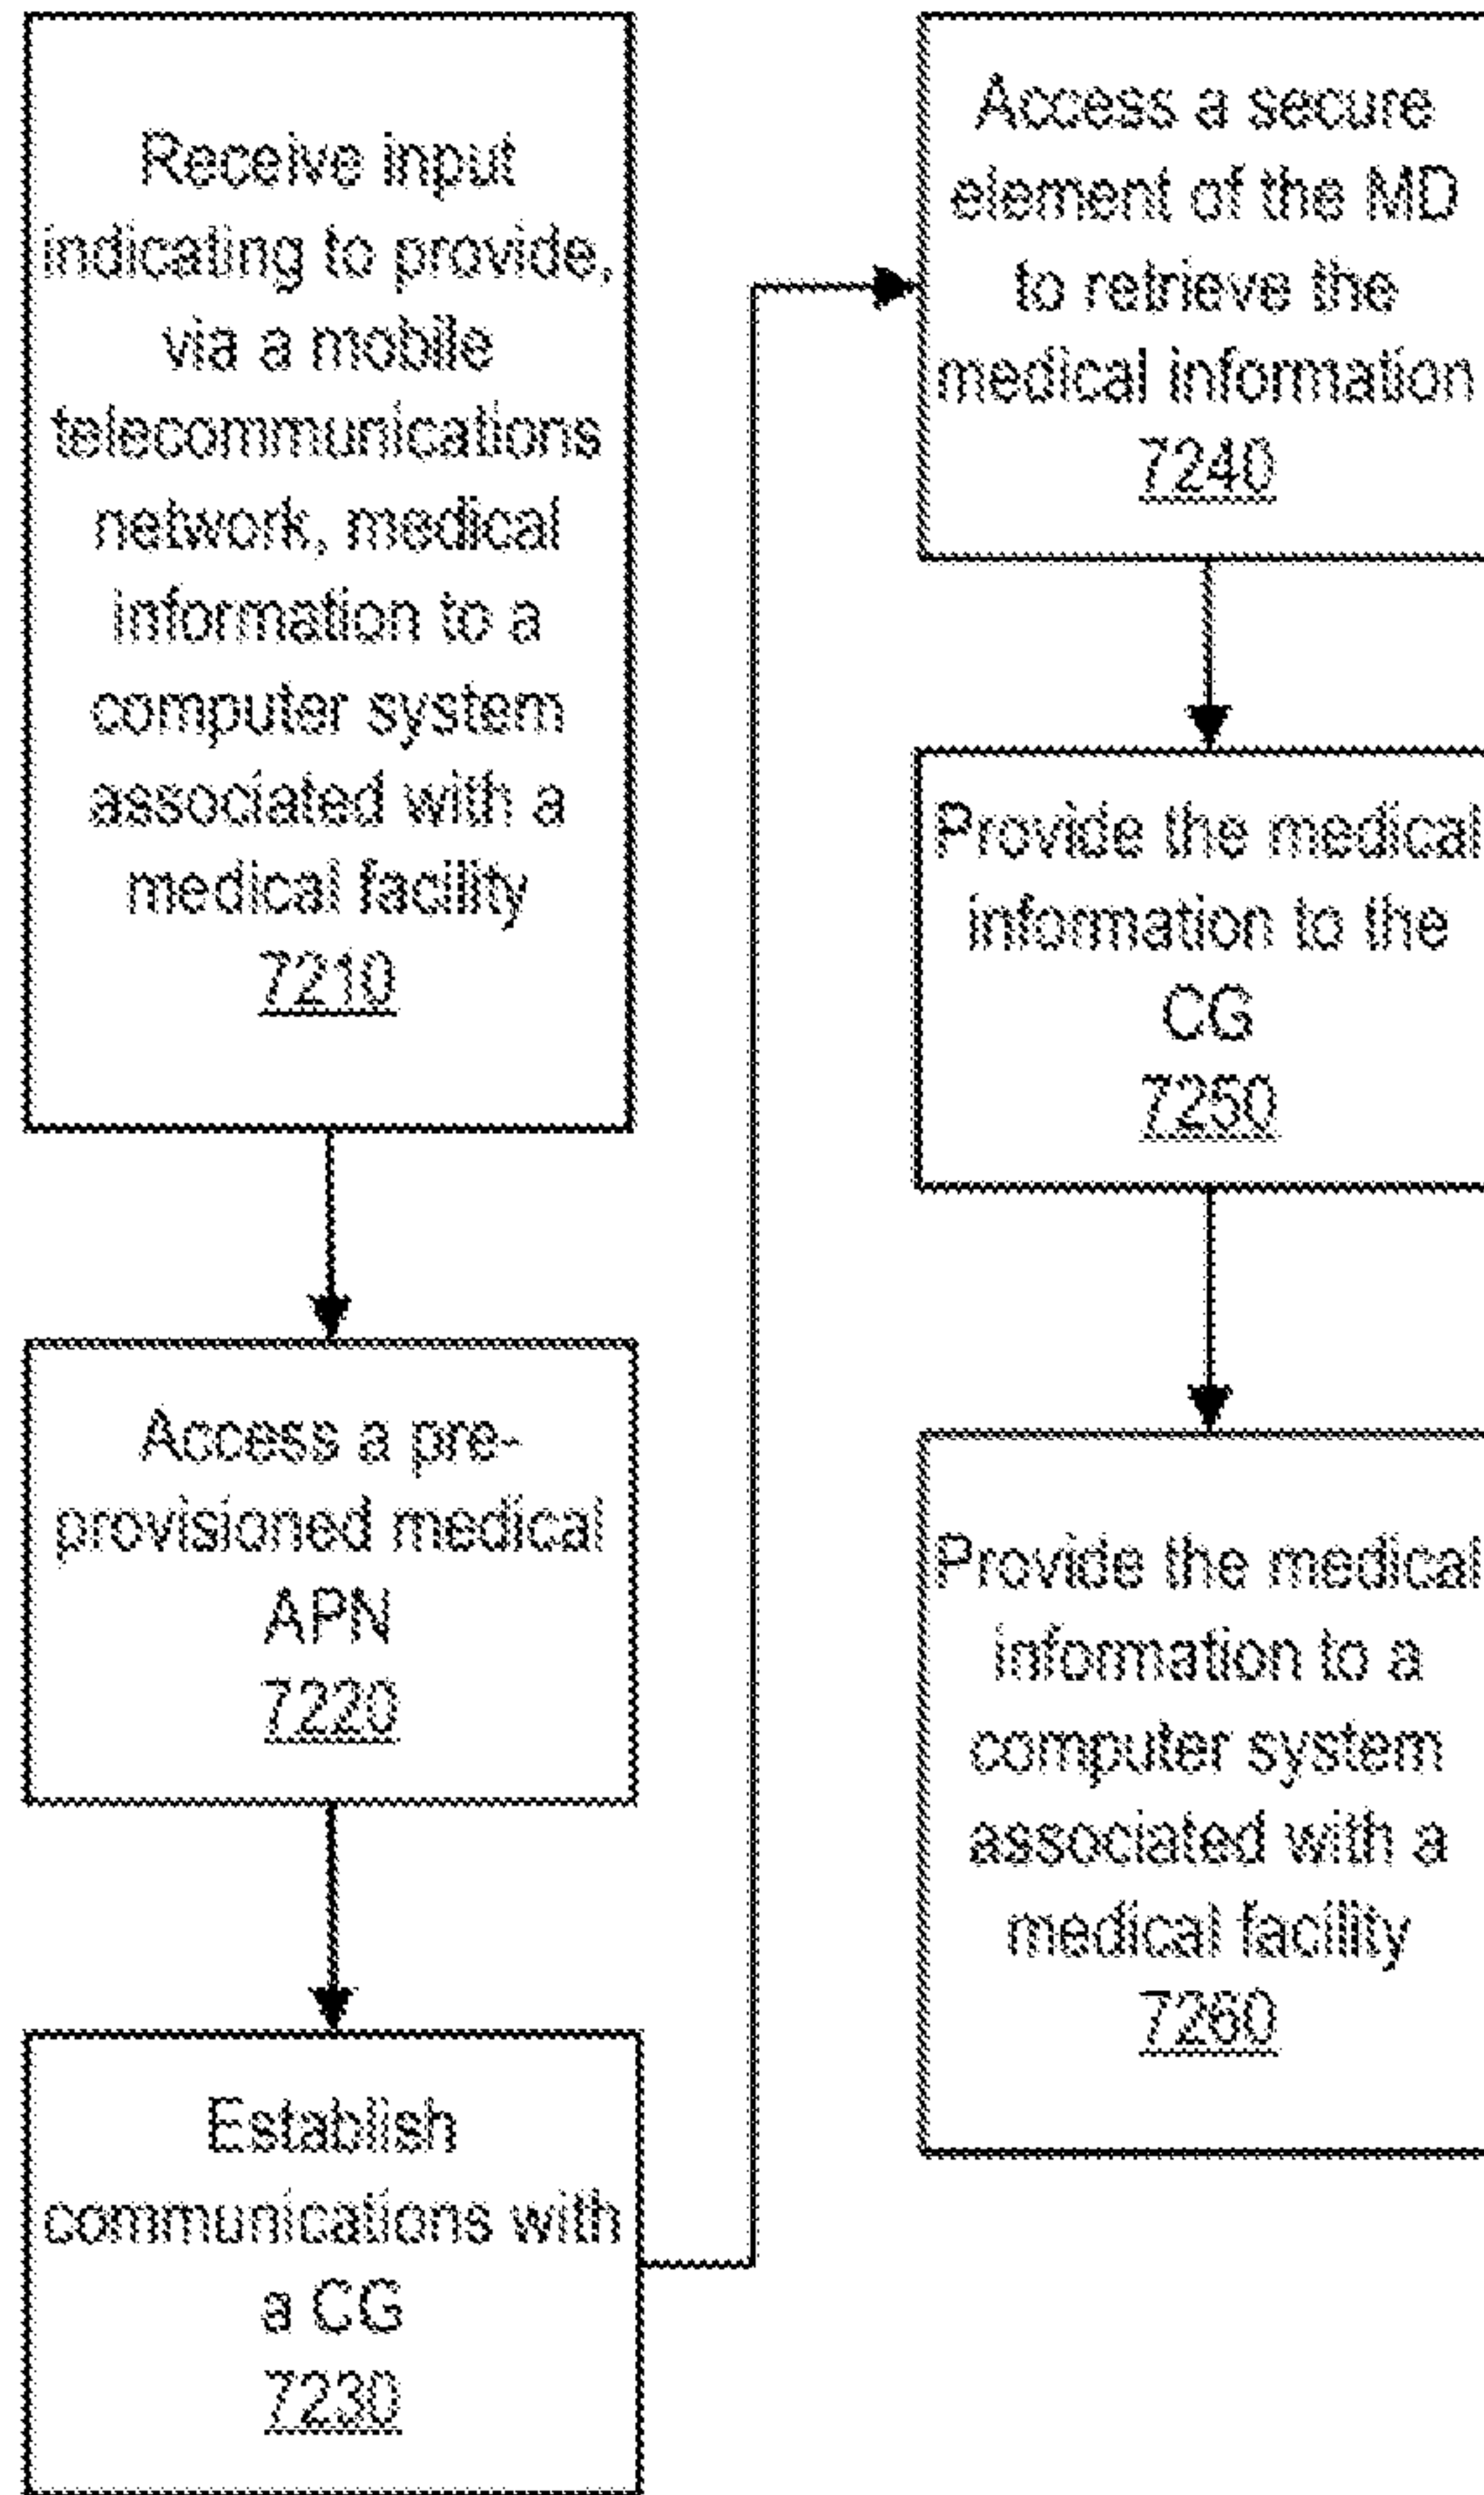 Receive input
indicating to provide,
via a mobile
telecommunications
network, medical
information to a
computer system
associated with a
medical facility
7210
Access a pre-
provisioned medical
APN
7220
Establish
communications with
a CG
7230
Access a secure
element of the MD
to retrieve the
medical information
7240
Provide the medical
information to the
CG
7250
Provide the medical
information to a
computer system
associated with a
medical facility
7260